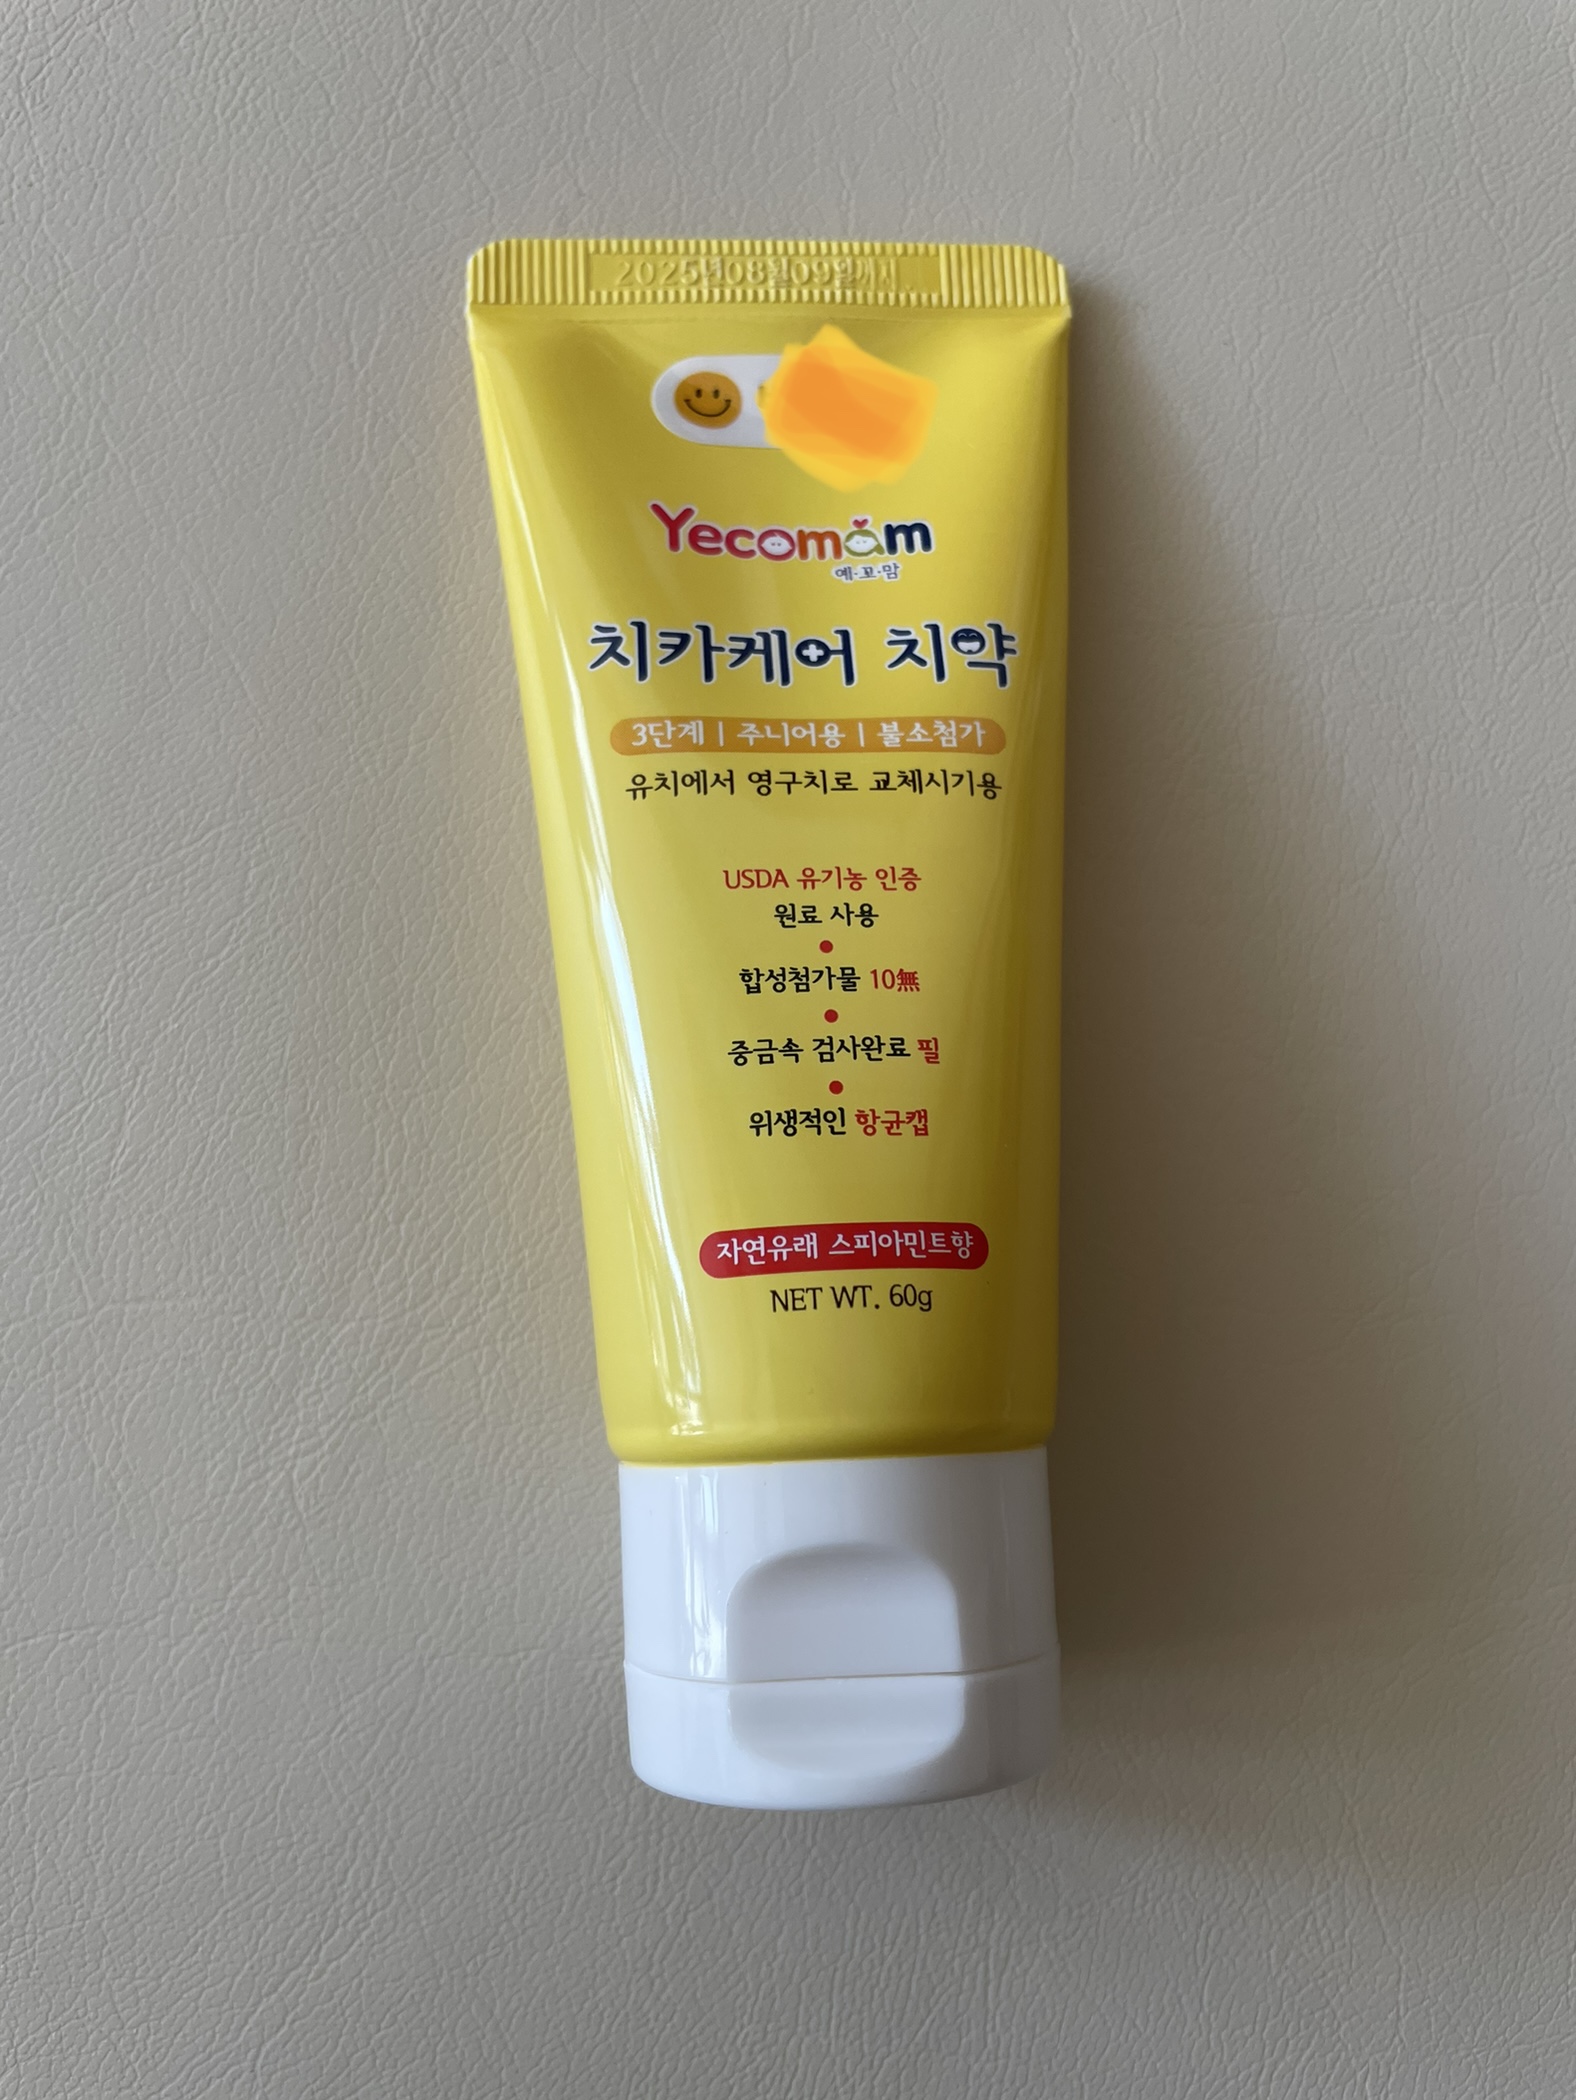 2025년08월09일까지
Yecomam
예·꼬·맘
치카케어 치약
3단계 | 주니어용 | 불소첨가
유치에서 영구치로 교체시기용
USDA 유기농 인증
원료 사용
합성첨가물 10無
중금속 검사완료 필
위생적인 항균캡
자연유래 스피아민트향
NET WT. 60g